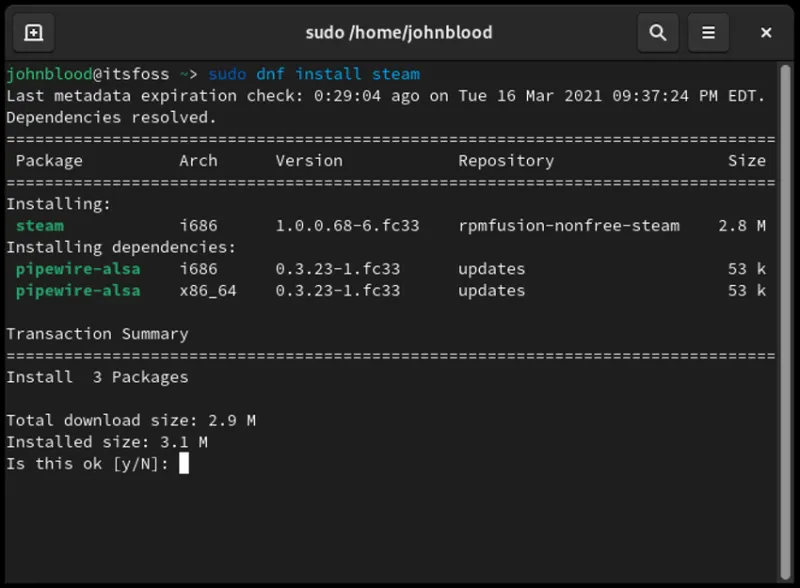 sudo /home/johnblood
johnblood@itsfoss ~> sudo dnf install steam
Last metadata expiration check: 0:29:04 ago on Tue 16 Mar 2021 09:37:24 PM EDT.
Dependencies resolved.
================================================================================
Package Arch Version Repository Size
================================================================================
Installing:
steam i686 1.0.0.68-6.fc33 rpmfusion-nonfree-steam 2.8 M
Installing dependencies:
pipewire-alsa i686 0.3.23-1.fc33 updates 53 k
pipewire-alsa x86_64 0.3.23-1.fc33 updates 53 k
Transaction Summary
================================================================================
Install 3 Packages
Total download size: 2.9 M
Installed size: 3.1 M
Is this ok [y/N]: